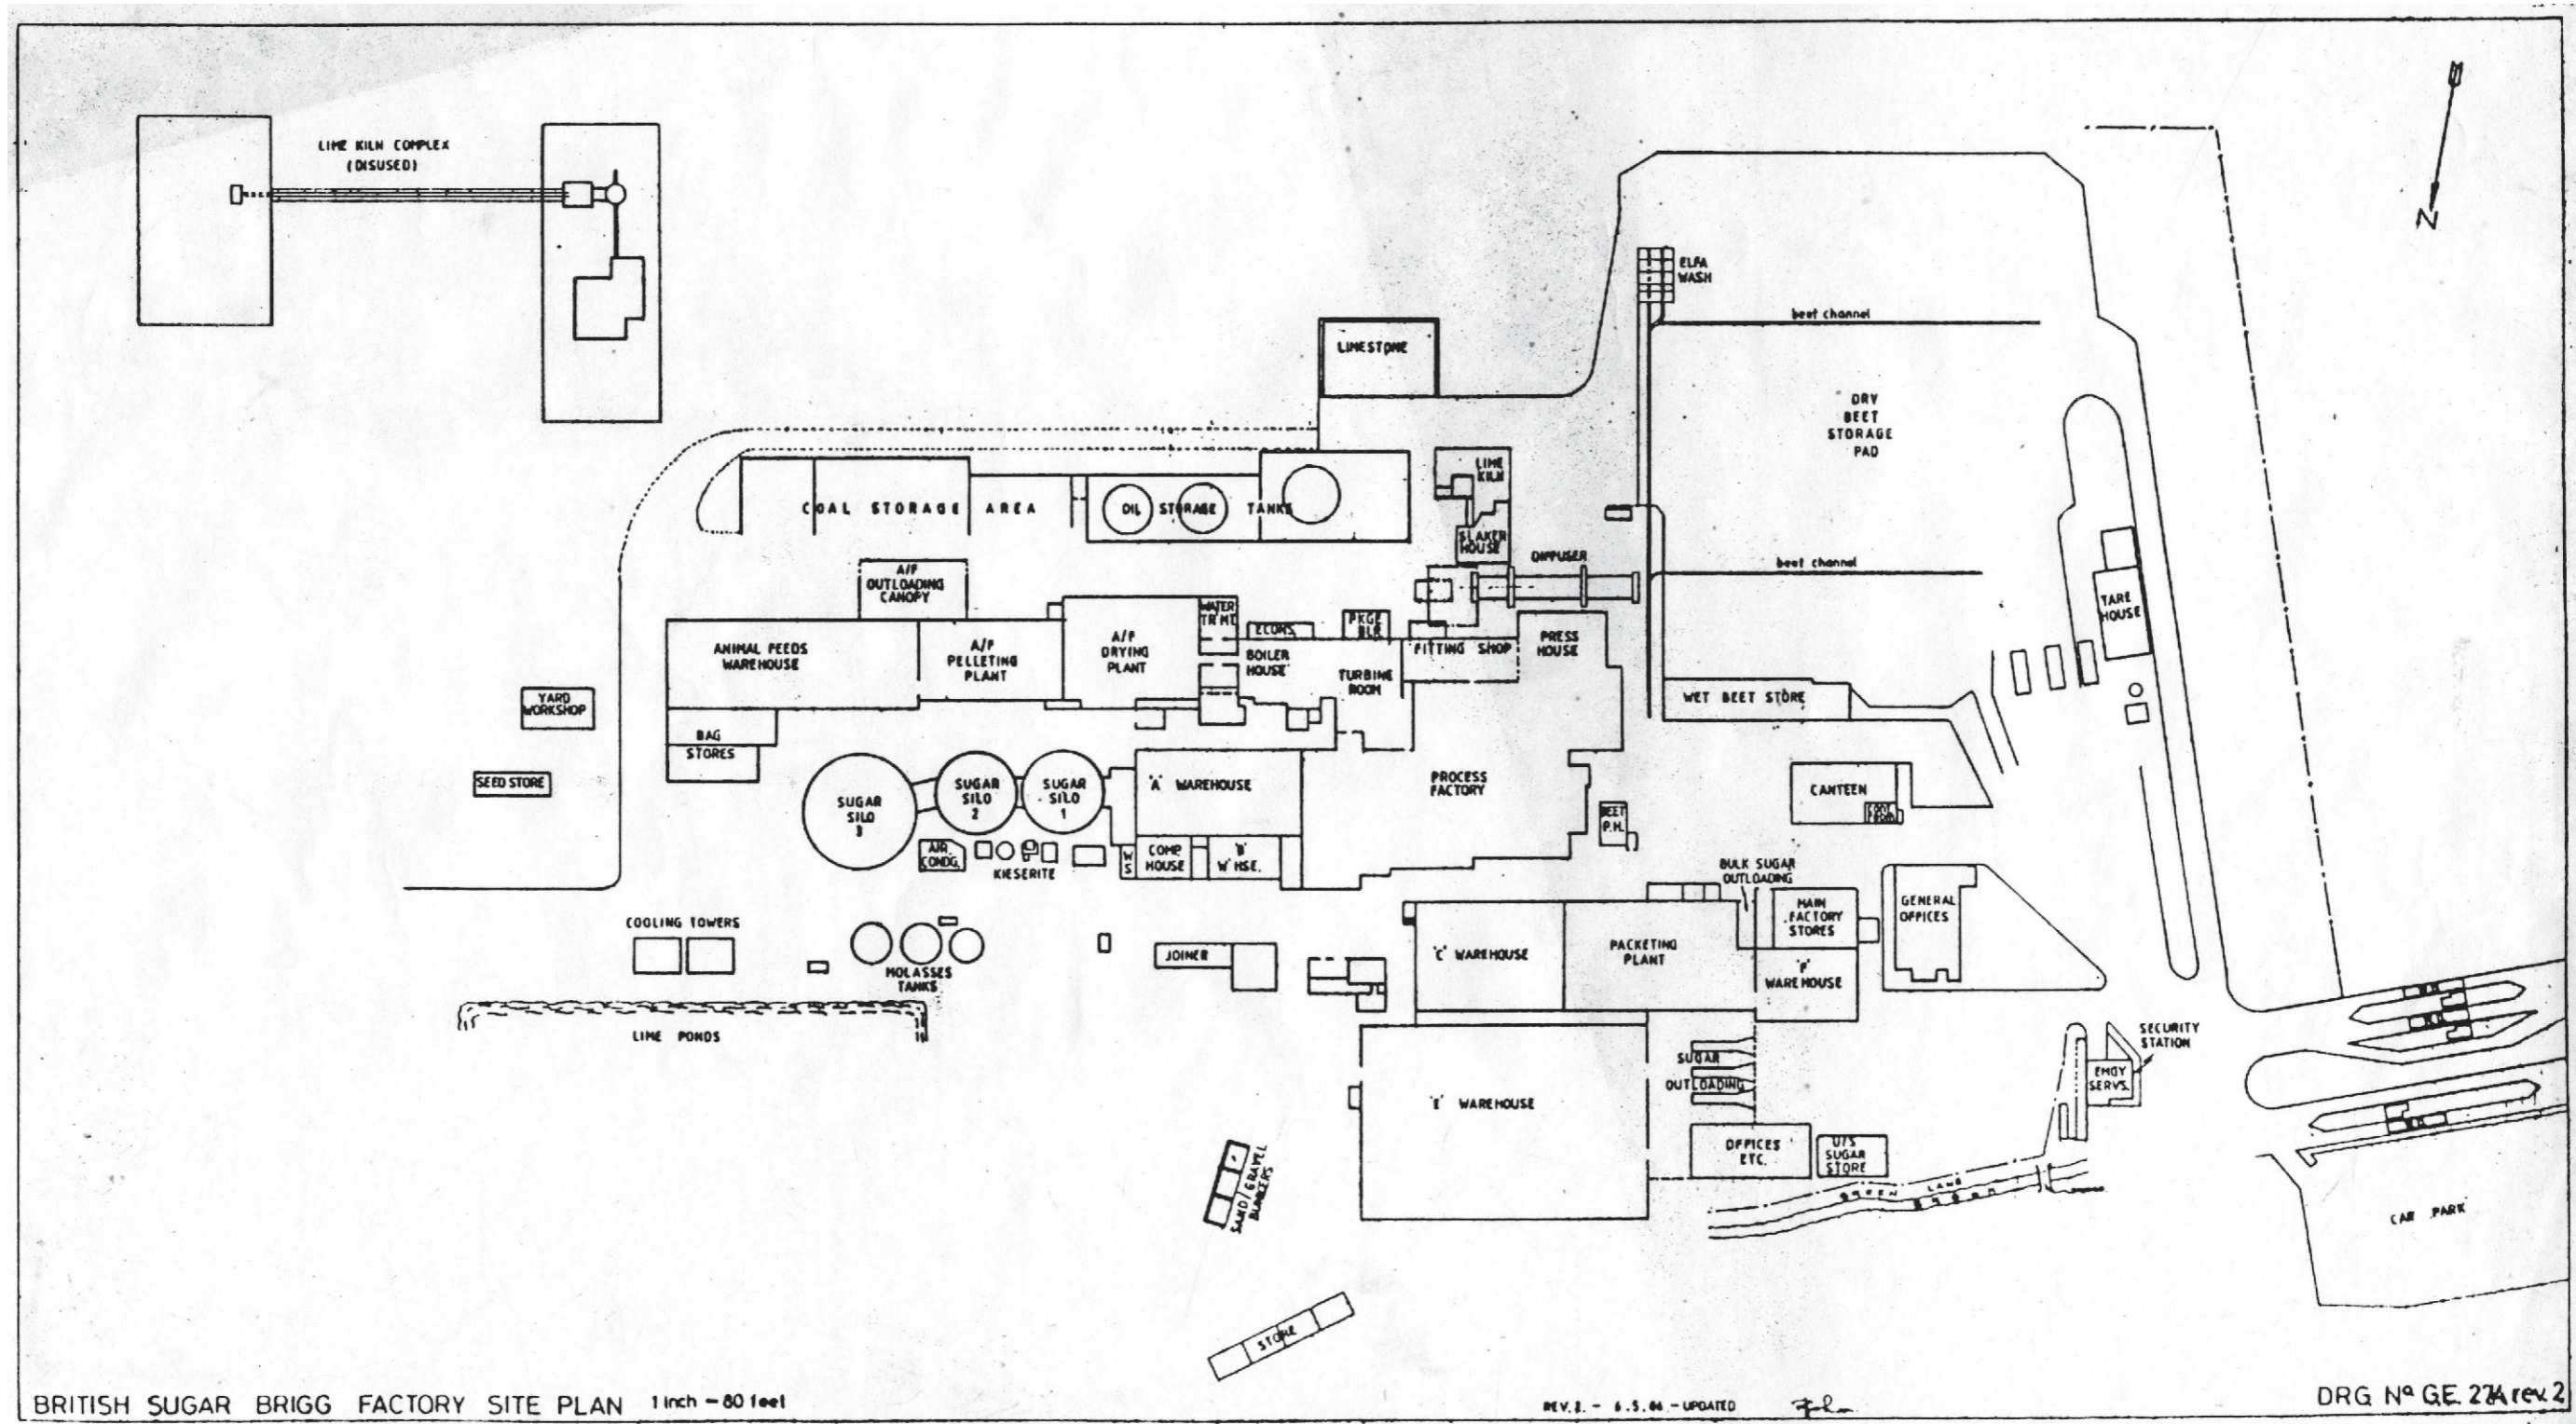 LIME KILN COMPLEX
(DISUSED)
N
ELFA
WASH
beet channel
LIMESTONE
DRY
BEET
STORAGE
PAD
LIME
KILN
COAL STORAGE AREA
OIL STORAGE TANKS
SLAKER
HOUSE
DIFFUSER
beet channel
A/F
OUTLOADING
CANOPY
TARE
HOUSE
WATER
TR'MT
ECONS.
PKGE
BLR
ANIMAL FEEDS
WAREHOUSE
A/F
PELLETING
PLANT
A/F
DRYING
PLANT
BOILER
HOUSE
TURBINE
ROOM
FITTING SHOP
PRESS
HOUSE
YARD
WORKSHOP
WET BEET STORE
BAG
STORES
SEED STORE
SUGAR
SILO
3
SUGAR
SILO
2
SUGAR
SILO
1
'A' WAREHOUSE
PROCESS
FACTORY
CANTEEN
BEET
P.H.
AIR
CONDG.
KIESERITE
W
S
COMP
HOUSE
'B'
W'HSE.
BULK SUGAR
OUTLOADING
COOLING TOWERS
MOLASSES
TANKS
JOINER
'C' WAREHOUSE
PACKETING
PLANT
MAIN
FACTORY
STORES
GENERAL
OFFICES
'F'
WAREHOUSE
LIME PONDS
SECURITY
STATION
SUGAR
OUTLOADING
EMGY
SERVS.
'E' WAREHOUSE
OFFICES
ETC.
U/S
SUGAR
STORE
SAND/GRAVEL
BUNKERS
GREEN LANE
CAR PARK
STORE
BRITISH SUGAR BRIGG FACTORY SITE PLAN 1 inch - 80 feet
REV. 2. - 6.5.86 - UPDATED
DRG Nº G.E. 27A rev. 2